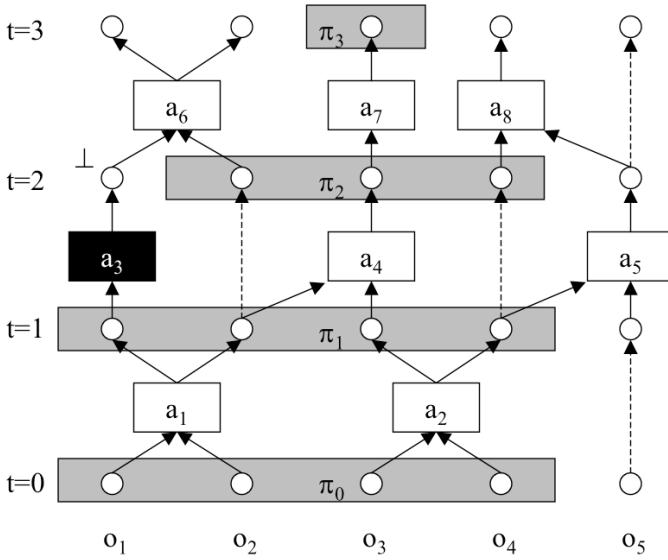 t=3 π₃
a₆ a₇ a₈
⊥
t=2 π₂
a₃ a₄ a₅
t=1 π₁
a₁ a₂
t=0 π₀
o₁ o₂ o₃ o₄ o₅